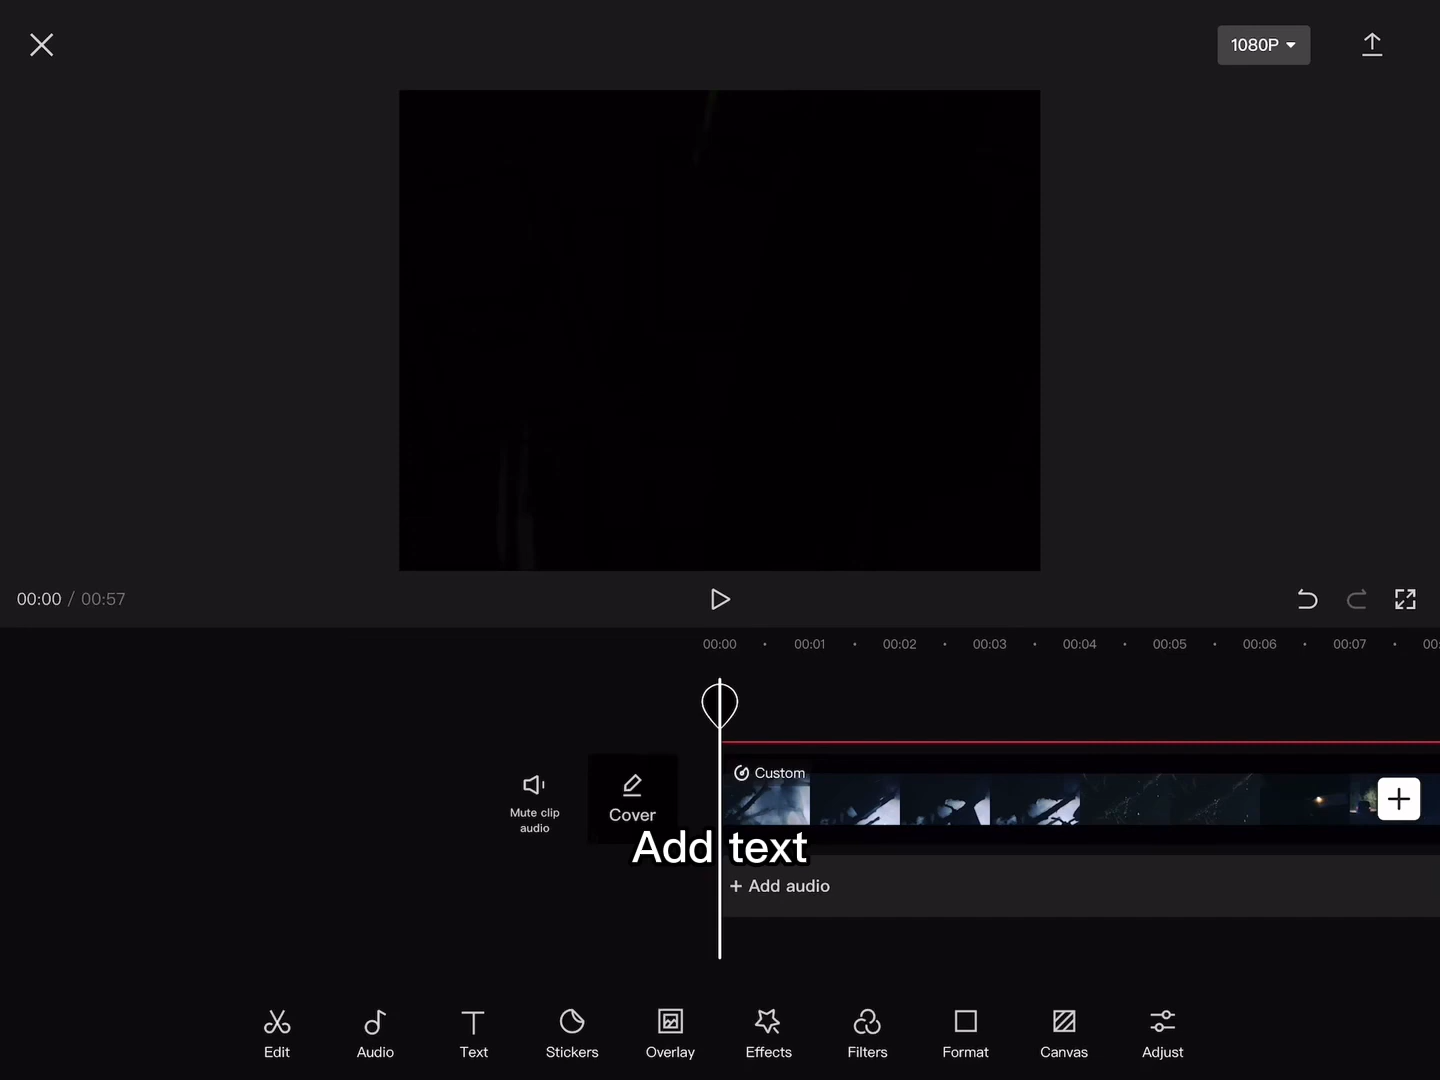 1080P
00:00 / 00:57
00:00 00:01 00:02 00:03 00:04 00:05 00:06 00:07 00:
Custom
Mute clip
audio
Cover
Add text
+ Add audio
Edit Audio Text Stickers Overlay Effects Filters Format Canvas Adjust